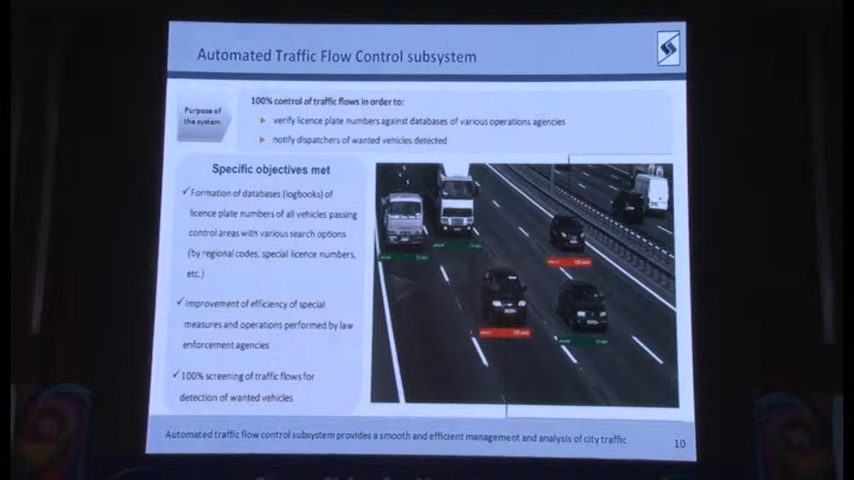 Automated Traffic Flow Control subsystem
Purpose of
the system
100% control of traffic flows in order to:
verify licence plate numbers against databases of various operations agencies
notify dispatchers of wanted vehicles detected
Specific objectives met
Formation of databases (logbooks) of
licence plate numbers of all vehicles passing
control areas with various search options
(by regional codes, special licence numbers,
etc.)
Improvement of efficiency of special
measures and operations performed by law
enforcement agencies
100% screening of traffic flows for
detection of wanted vehicles
Automated traffic flow control subsystem provides a smooth and efficient management and analysis of city traffic
10